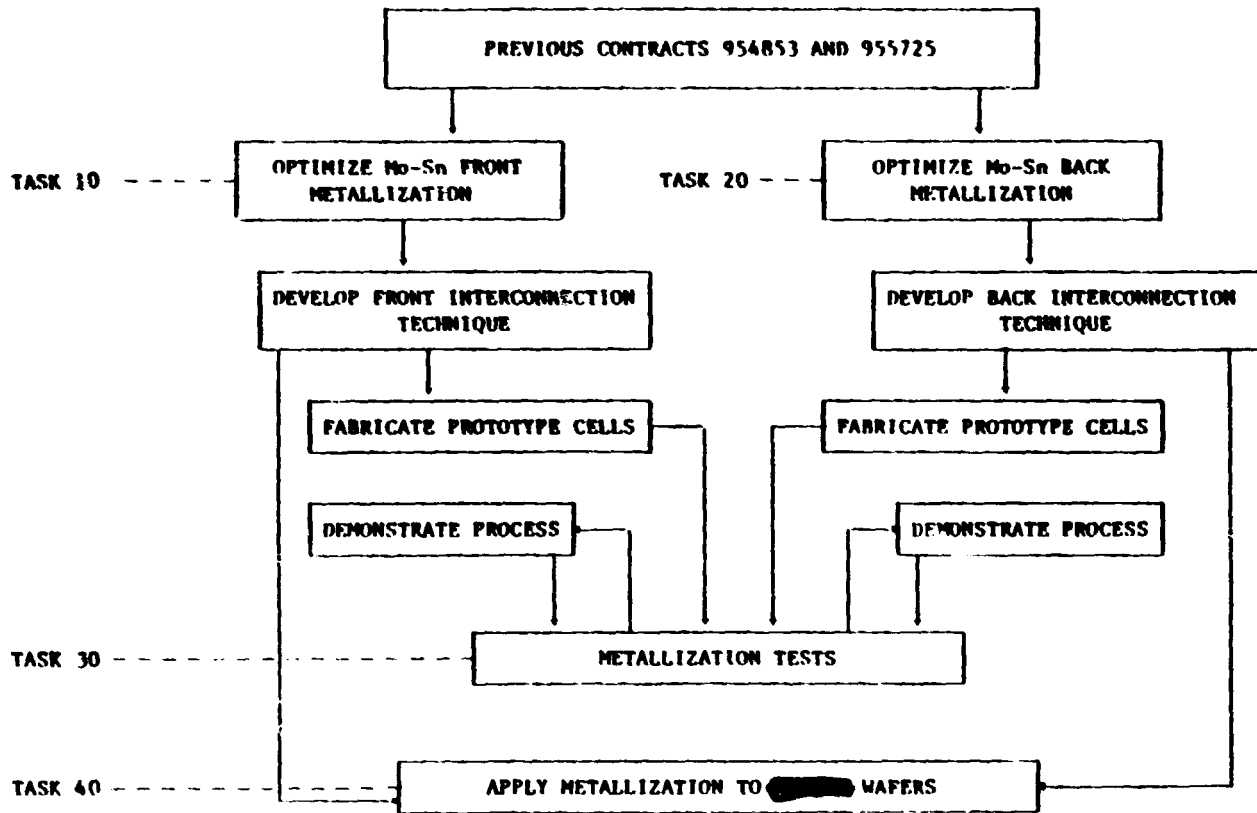 PREVIOUS CONTRACTS 954853 AND 955725
TASK 10
OPTIMIZE Mo-Sn FRONT
METALLIZATION
TASK 20
OPTIMIZE Mo-Sn BACK
METALLIZATION
DEVELOP FRONT INTERCONNECTION
TECHNIQUE
DEVELOP BACK INTERCONNECTION
TECHNIQUE
FABRICATE PROTOTYPE CELLS
FABRICATE PROTOTYPE CELLS
DEMONSTRATE PROCESS
DEMONSTRATE PROCESS
TASK 30
METALLIZATION TESTS
TASK 40
APPLY METALLIZATION TO WAFERS